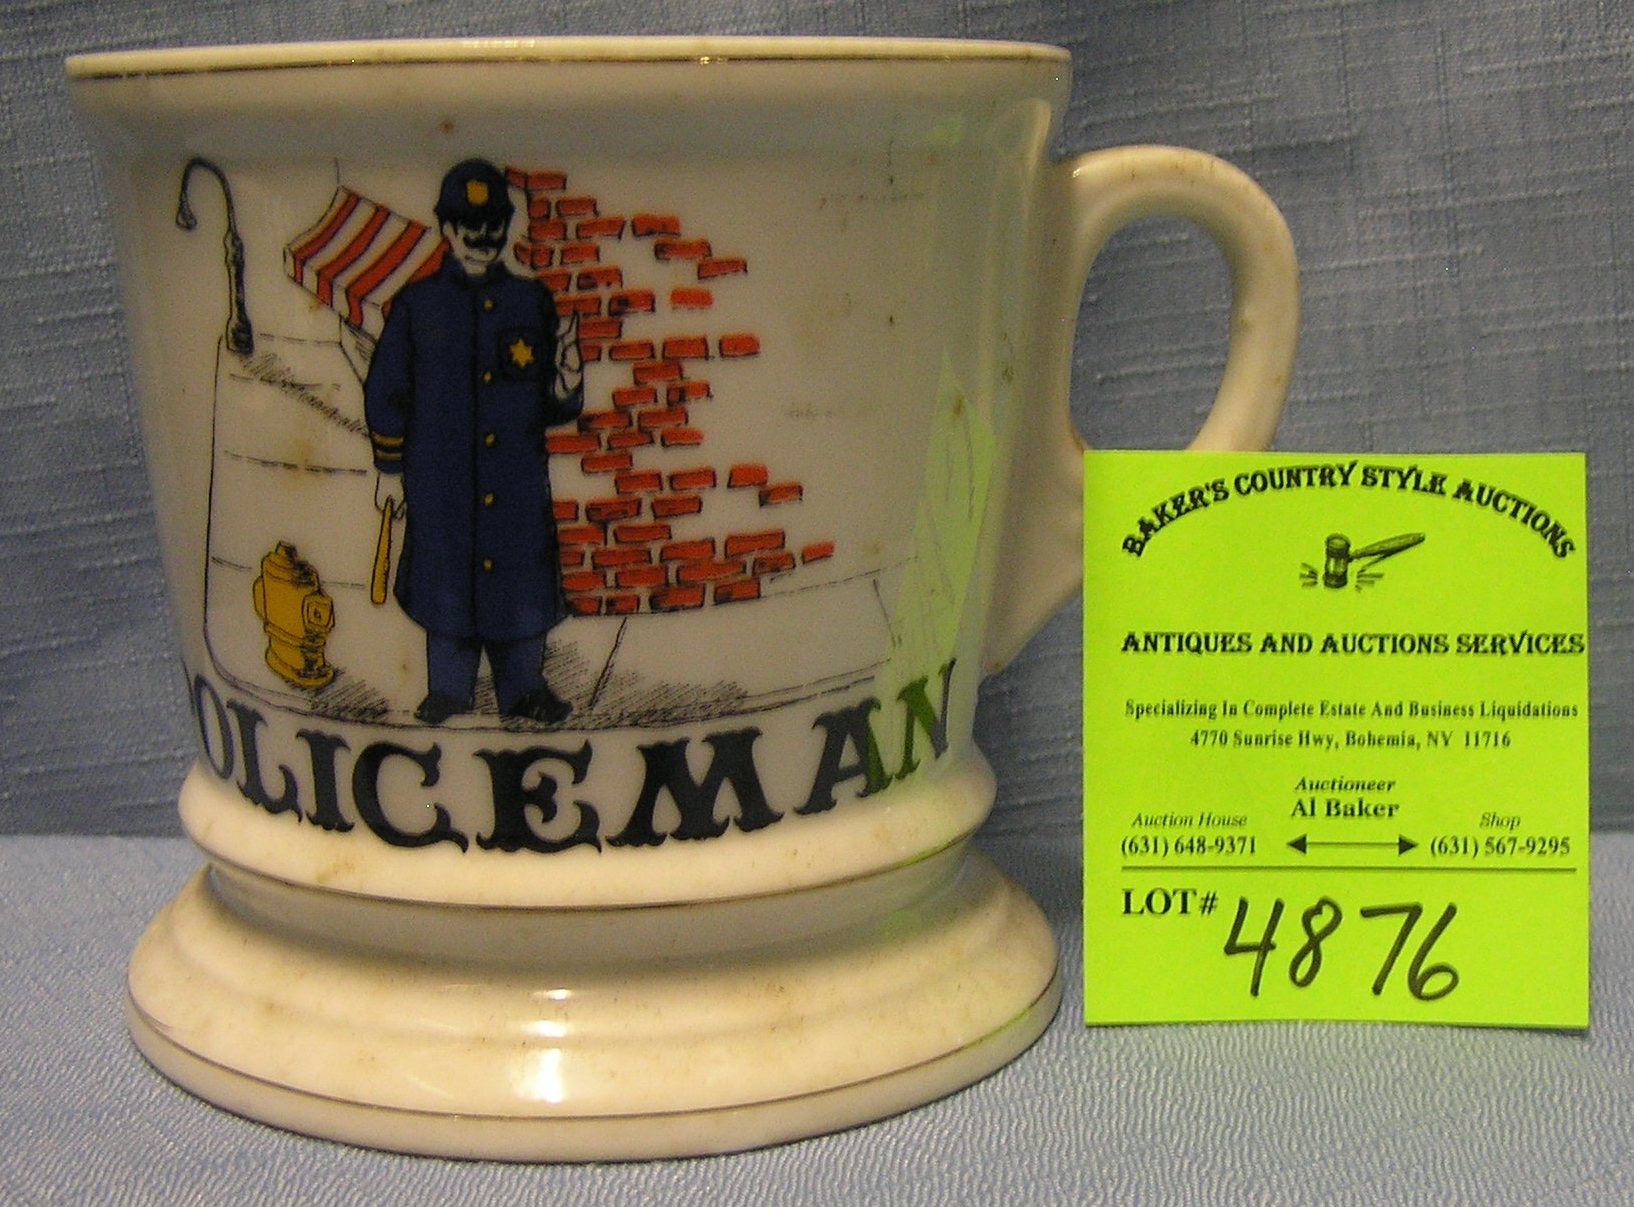 POLICEMAN
BAKER'S COUNTRY STYLE AUCTIONS
ANTIQUES AND AUCTIONS SERVICES
Specializing In Complete Estate And Business Liquidations
4770 Sunrise Hwy, Bohemia, NY 11716
Auctioneer
Al Baker
Auction House Shop
(631) 648-9371 (631) 567-9295
LOT# 4876